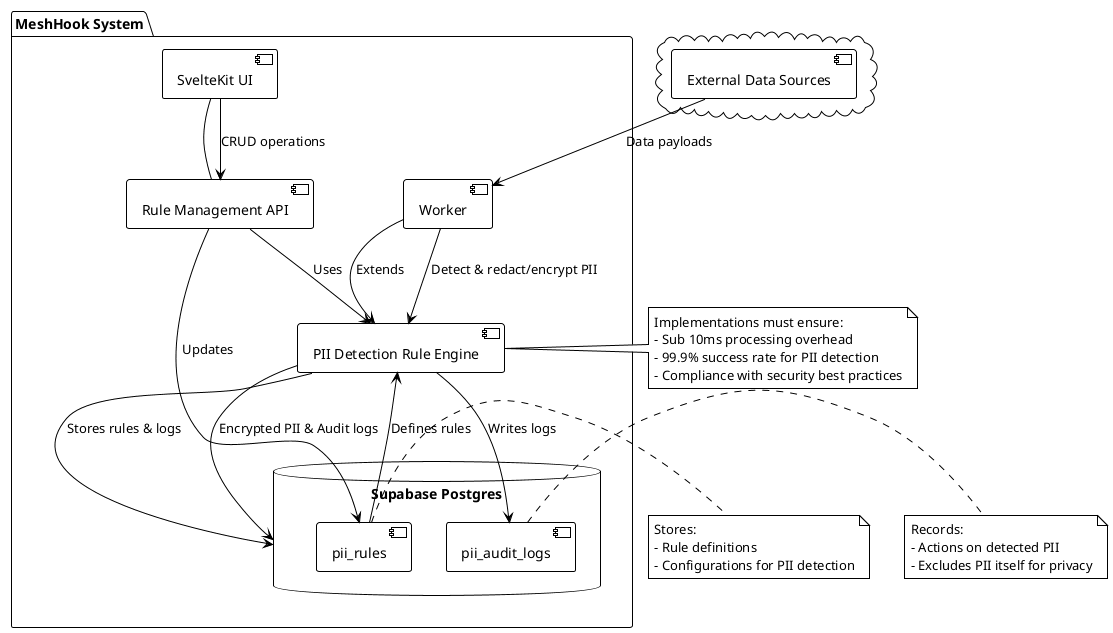 MeshHook System
SvelteKit UI
External Data Sources
CRUD operations
Data payloads
Rule Management API
Worker
Uses
Extends
Detect & redact/encrypt PII
Implementations must ensure:
- Sub 10ms processing overhead
- 99.9% success rate for PII detection
- Compliance with security best practices
PII Detection Rule Engine
Updates
Stores rules & logs
Encrypted PII & Audit logs
Defines rules
Writes logs
Supabase Postgres
pii_rules
pii_audit_logs
Stores:
- Rule definitions
- Configurations for PII detection
Records:
- Actions on detected PII
- Excludes PII itself for privacy